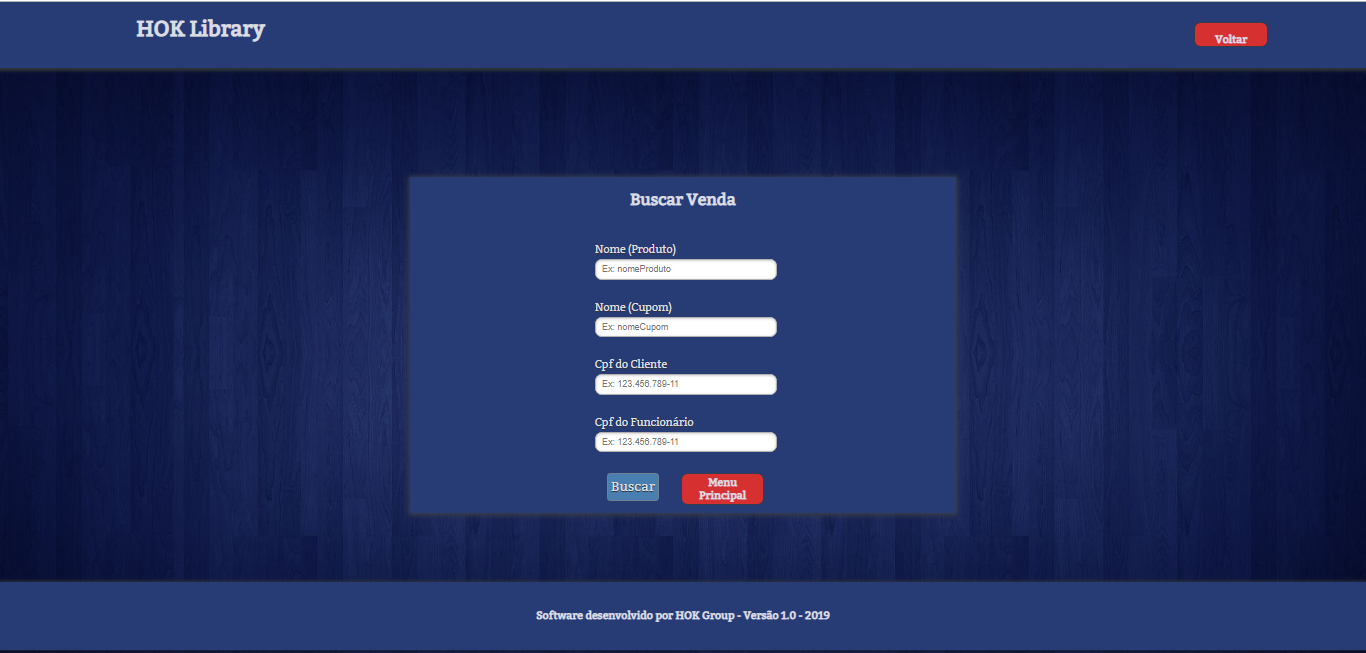 HOK Library
Voltar
Buscar Venda
Nome (Produto)
Ex: nomeProduto
Nome (Cupom)
Ex: nomeCupom
Cpf do Cliente
Ex: 123.456.789-11
Cpf do Funcionário
Ex: 123.456.789-11
Buscar
Menu
Principal
Software desenvolvido por HOK Group - Versão 1.0 - 2019